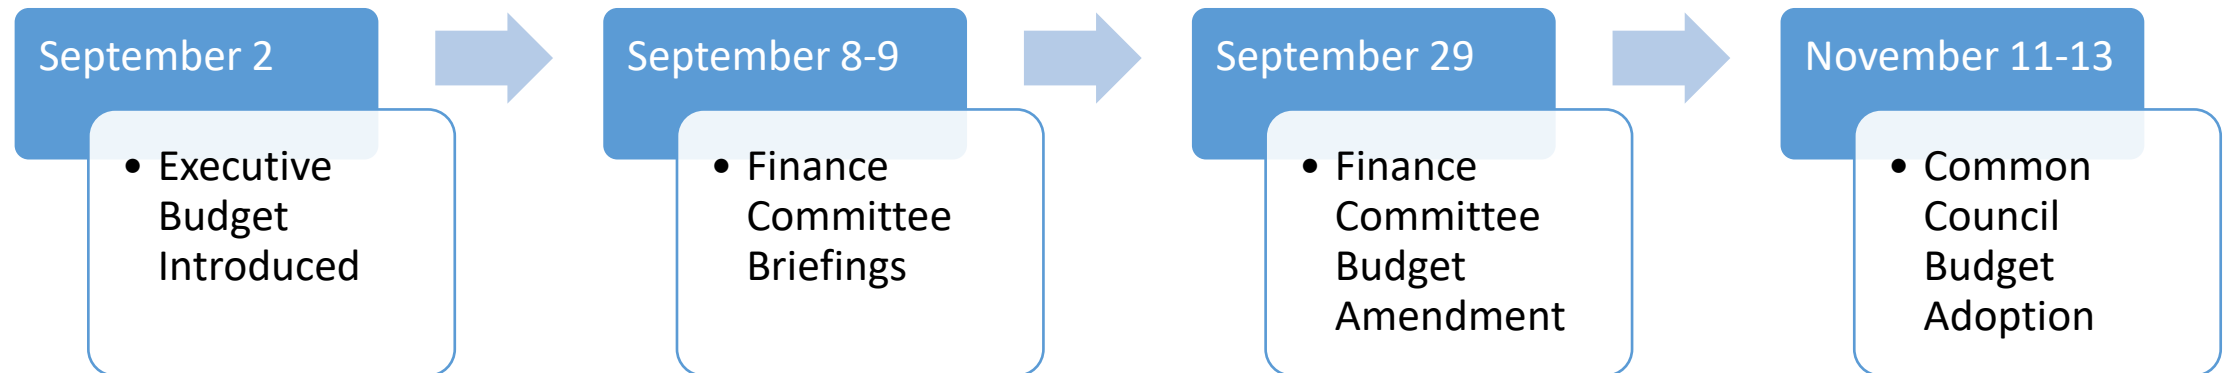 September 2
• Executive
Budget
Introduced
September 8-9
• Finance
Committee
Briefings
September 29
• Finance
Committee
Budget
Amendment
November 11-13
• Common
Council
Budget
Adoption